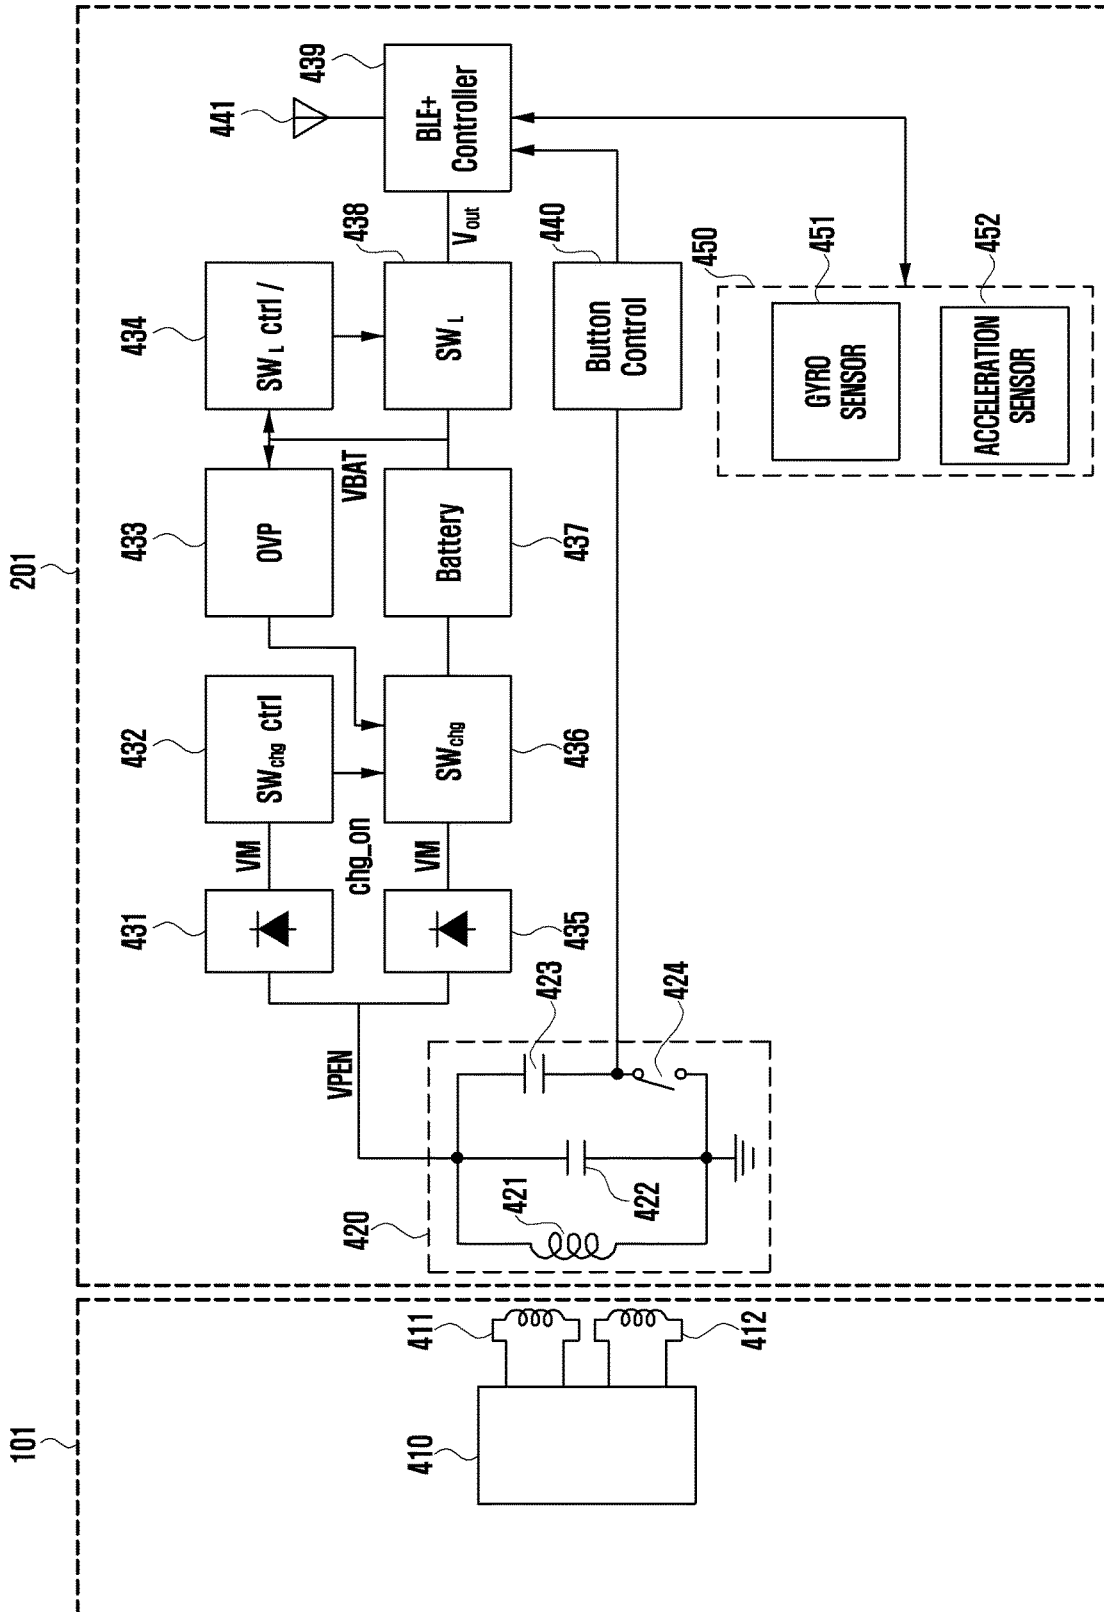 101
201
410
411
412
420
421
422
423
424
VPEN
431
432
433
434
441
439
VM
SWchg ctrl
OVP
SWL ctrl /
BLE+
Controller
chg_on
VBAT
VM
SWchg
Battery
SWL
Vout
438
435
436
437
440
Button
Control
450
451
GYRO
SENSOR
452
ACCELERATION
SENSOR